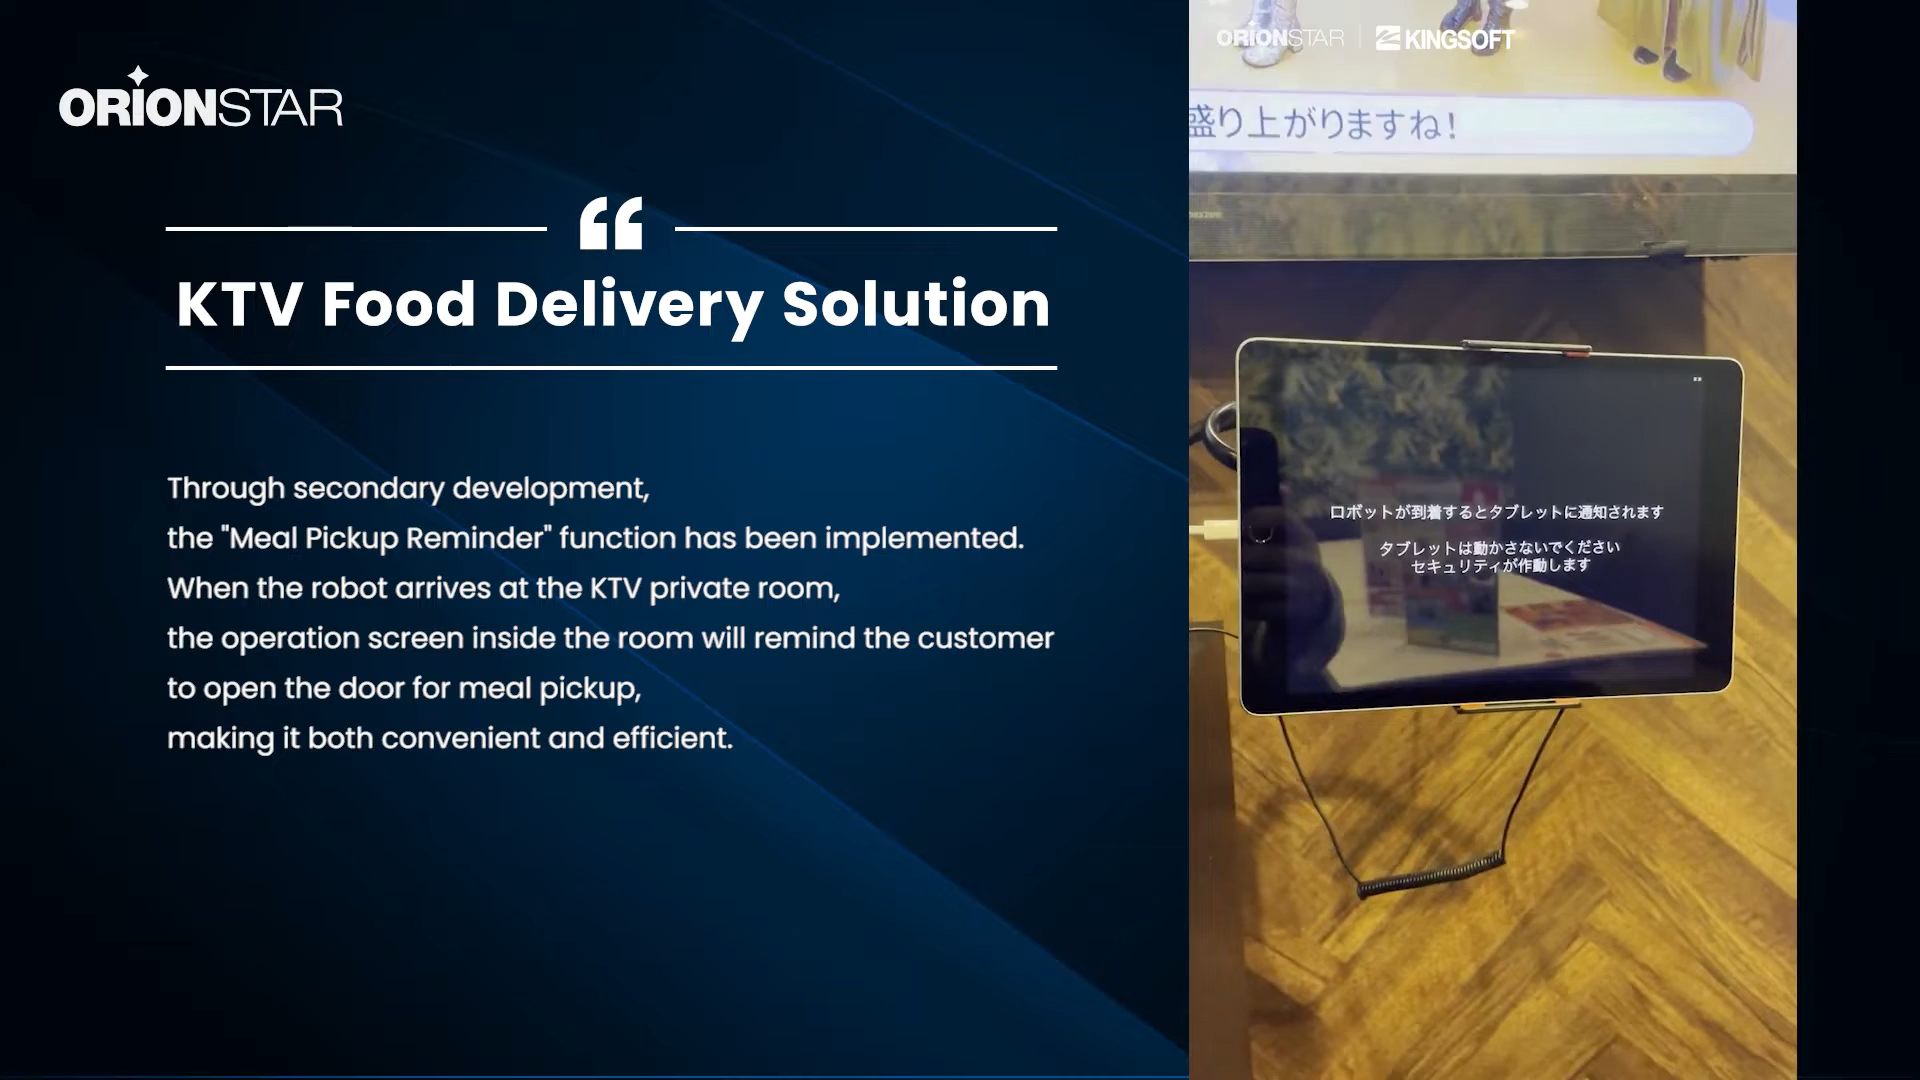 ORIONSTAR
KTV Food Delivery Solution
Through secondary development,
the "Meal Pickup Reminder" function has been implemented.
When the robot arrives at the KTV private room,
the operation screen inside the room will remind the customer
to open the door for meal pickup,
making it both convenient and efficient.
ORIONSTAR
KINGSOFT
盛り上がりますね!
ロボットが到着するとタブレットに通知されます
タブレットは動かさないでください
セキュリティが作動します